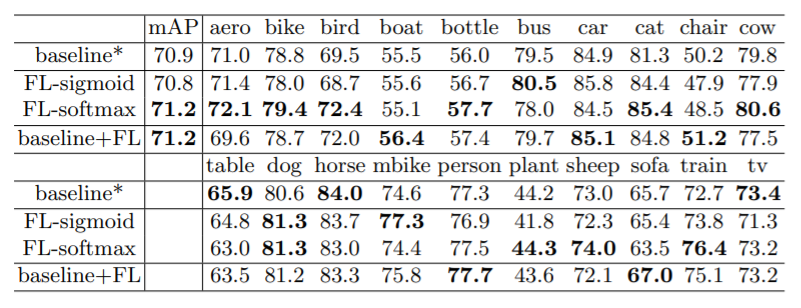 mAP aero bike bird boat bottle bus car cat chair cow
baseline* 70.9 71.0 78.8 69.5 55.5 56.0 79.5 84.9 81.3 50.2 79.8
FL-sigmoid 70.8 71.4 78.0 68.7 55.6 56.7 80.5 85.8 84.4 47.9 77.9
FL-softmax 71.2 72.1 79.4 72.4 55.1 57.7 78.0 84.5 85.4 48.5 80.6
baseline+FL 71.2 69.6 78.7 72.0 56.4 57.4 79.7 85.1 84.8 51.2 77.5
table dog horse mbike person plant sheep sofa train tv
baseline* 65.9 80.6 84.0 74.6 77.3 44.2 73.0 65.7 72.7 73.4
FL-sigmoid 64.8 81.3 83.7 77.3 76.9 41.8 72.3 65.4 73.8 71.3
FL-softmax 63.0 81.3 83.0 74.4 77.5 44.3 74.0 63.5 76.4 73.2
baseline+FL 63.5 81.2 83.3 75.8 77.7 43.6 72.1 67.0 75.1 73.2